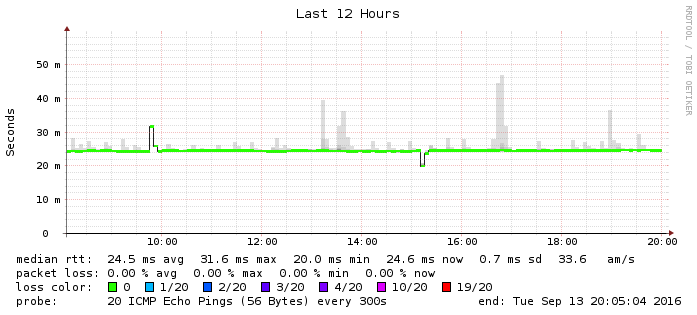 Last 12 Hours
RRDTOOL / TOBI OETIKER
Seconds
50 m
40 m
30 m
20 m
10 m
0
10:00 12:00 14:00 16:00 18:00 20:00
median rtt: 24.5 ms avg 31.6 ms max 20.0 ms min 24.6 ms now 0.7 ms sd 33.6 am/s
packet loss: 0.00 % avg 0.00 % max 0.00 % min 0.00 % now
loss color: 0 1/20 2/20 3/20 4/20 10/20 19/20
probe: 20 ICMP Echo Pings (56 Bytes) every 300s end: Tue Sep 13 20:05:04 2016